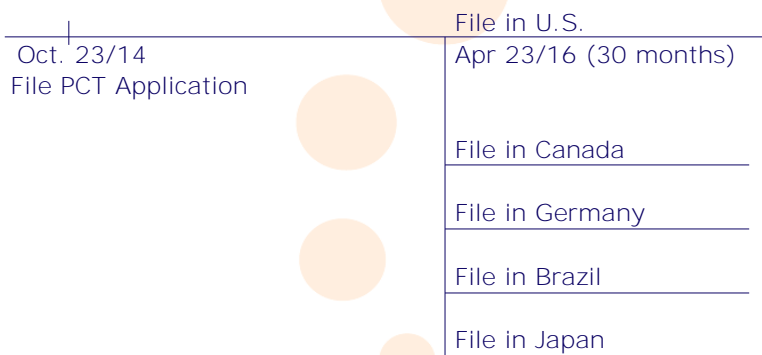 File in U.S.
Oct. 23/14
File PCT Application
Apr 23/16 (30 months)
File in Canada
File in Germany
File in Brazil
File in Japan